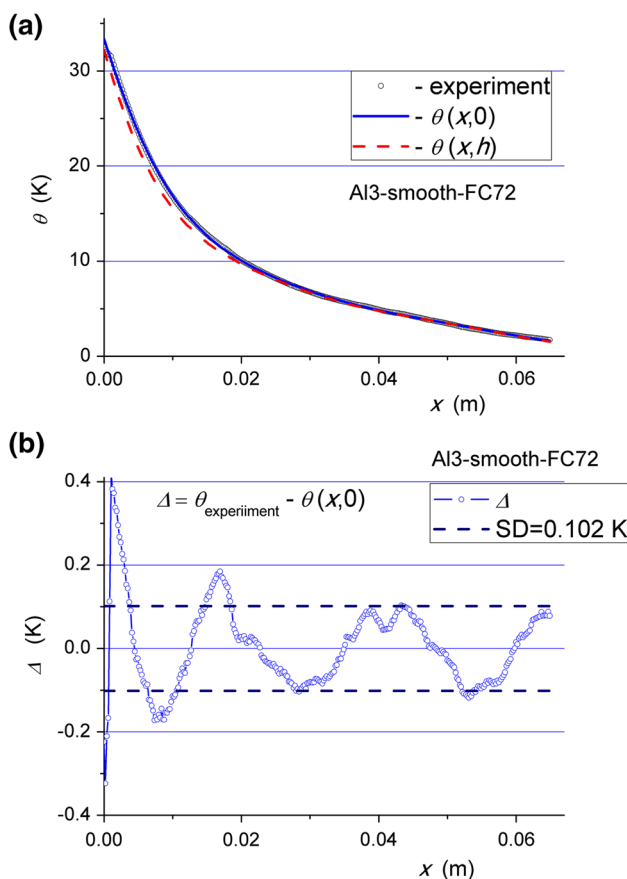 (a)
30
20
10
0
θ (K)
- experiment
- θ(x,0)
- θ(x,h)
Al3-smooth-FC72
0.00 0.02 0.04 0.06
x (m)
(b)
Al3-smooth-FC72
0.4
0.2
0.0
-0.2
-0.4
Δ (K)
Δ = θexperiiment - θ(x,0)
Δ
SD=0.102 K
0.00 0.02 0.04 0.06
x (m)